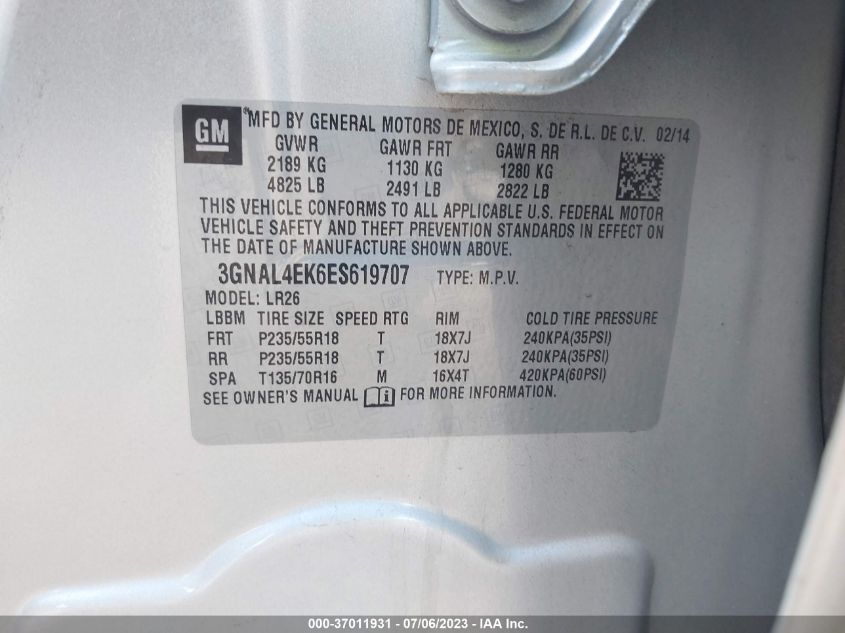 GM
®MFD BY GENERAL MOTORS DE MEXICO, S. DE R.L. DE C.V. 02/14
GVWR GAWR FRT GAWR RR
2189 KG 1130 KG 1280 KG
4825 LB 2491 LB 2822 LB
THIS VEHICLE CONFORMS TO ALL APPLICABLE U.S. FEDERAL MOTOR
VEHICLE SAFETY AND THEFT PREVENTION STANDARDS IN EFFECT ON
THE DATE OF MANUFACTURE SHOWN ABOVE.
3GNAL4EK6ES619707 TYPE: M.P.V.
MODEL: LR26
LBBM TIRE SIZE SPEED RTG RIM COLD TIRE PRESSURE
FRT P235/55R18 T 18X7J 240KPA(35PSI)
RR P235/55R18 T 18X7J 240KPA(35PSI)
SPA T135/70R16 M 16X4T 420KPA(60PSI)
SEE OWNER'S MANUAL FOR MORE INFORMATION.
000-37011931 - 07/06/2023 - IAA Inc.